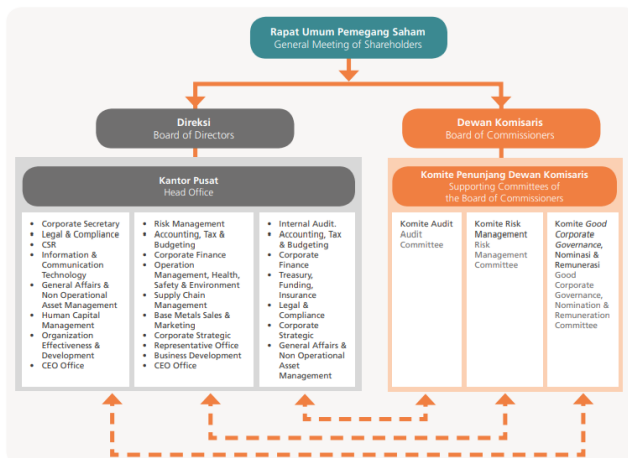 Rapat Umum Pemegang Saham
General Meeting of Shareholders
Direksi
Board of Directors
Dewan Komisaris
Board of Commissioners
Kantor Pusat
Head Office
• Corporate Secretary
• Legal & Compliance
• CSR
• Information &
Communication
Technology
• General Affairs &
Non Operational
Asset Management
• Human Capital
Management
• Organization
Effectiveness &
Development
• CEO Office
• Risk Management
• Accounting, Tax &
Budgeting
• Corporate Finance
• Operation
Management, Health,
Safety & Environment
• Supply Chain
Management
• Base Metals Sales &
Marketing
• Corporate Strategic
• Representative Office
• Business Development
• CEO Office
• Internal Audit.
• Accounting, Tax
& Budgeting
• Corporate
Finance
• Treasury,
Funding,
Insurance
• Legal &
Compliance
• Corporate
Strategic
• General Affairs &
Non Operational
Asset
Management
Komite Penunjang Dewan Komisaris
Supporting Committees of
the Board of Commissioners
Komite Audit
Audit
Committee
Komite Risk
Management
Risk
Management
Committee
Komite Good
Corporate
Governance,
Nominasi &
Remunerasi
Good
Corporate
Governance,
Nomination &
Remuneration
Committee